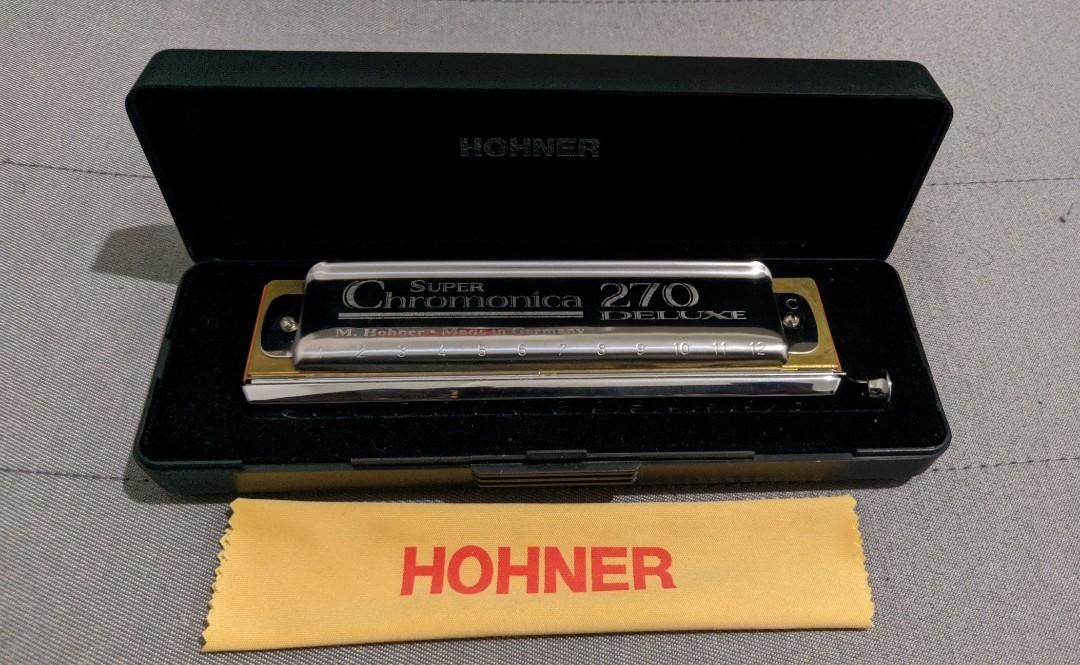 HOHNER
SUPER
Chromonica 270
DELUXE
C
M. Hohner • Made in Germany
1 2 3 4 5 6 7 8 9 10 11 12
HOHNER